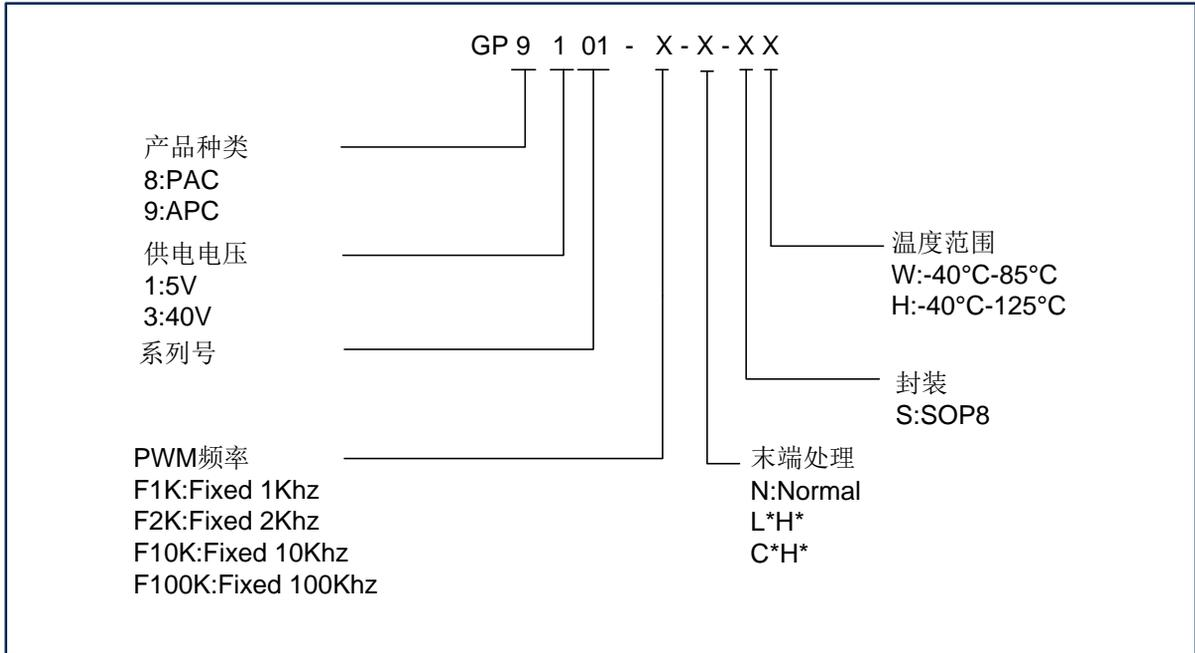 GP 9 1 01 - X - X - X X
产品种类
8:PAC
9:APC
供电电压
1:5V
3:40V
系列号
PWM频率
F1K:Fixed 1Khz
F2K:Fixed 2Khz
F10K:Fixed 10Khz
F100K:Fixed 100Khz
温度范围
W:-40°C-85°C
H:-40°C-125°C
封装
S:SOP8
末端处理
N:Normal
L*H*
C*H*